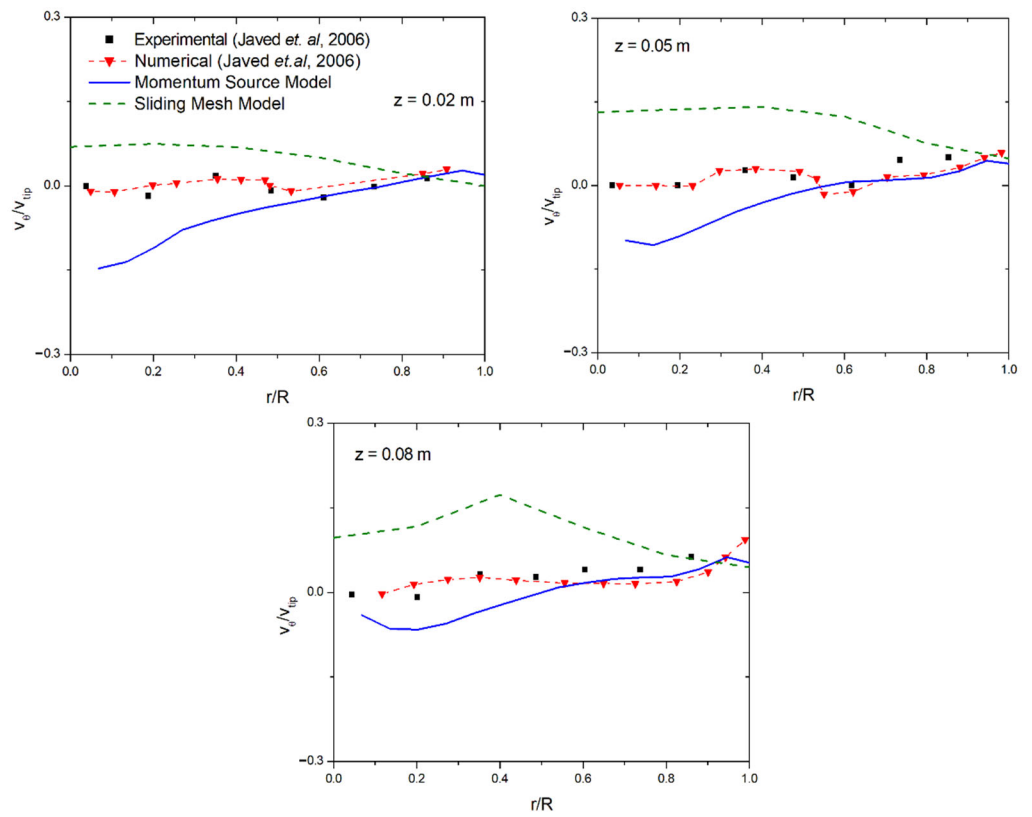 0.3
Experimental (Javed et. al, 2006)
Numerical (Javed et.al, 2006)
Momentum Source Model
Sliding Mesh Model
z = 0.02 m
0.0
−0.3
vθ/vtip
0.0 0.2 0.4 0.6 0.8 1.0
r/R
0.3
z = 0.05 m
0.0
−0.3
vθ/vtip
0.0 0.2 0.4 0.6 0.8 1.0
r/R
0.3
z = 0.08 m
0.0
−0.3
vθ/vtip
0.0 0.2 0.4 0.6 0.8 1.0
r/R